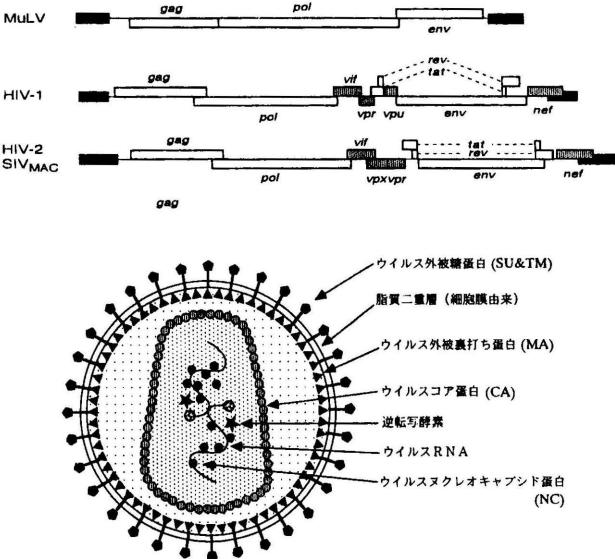 MuLV
gag
pol
env
HIV-1
gag
pol
vif
vpr
vpu
rev
tat
env
nef
HIV-2
SIVMAC
gag
pol
vif
vpxvpr
tat
rev
env
nef
gag
ウイルス外被糖蛋白 (SU&TM)
脂質二重層（細胞膜由来）
ウイルス外被裏打ち蛋白 (MA)
ウイルスコア蛋白 (CA)
逆転写酵素
ウイルスRNA
ウイルスヌクレオキャプシド蛋白
(NC)